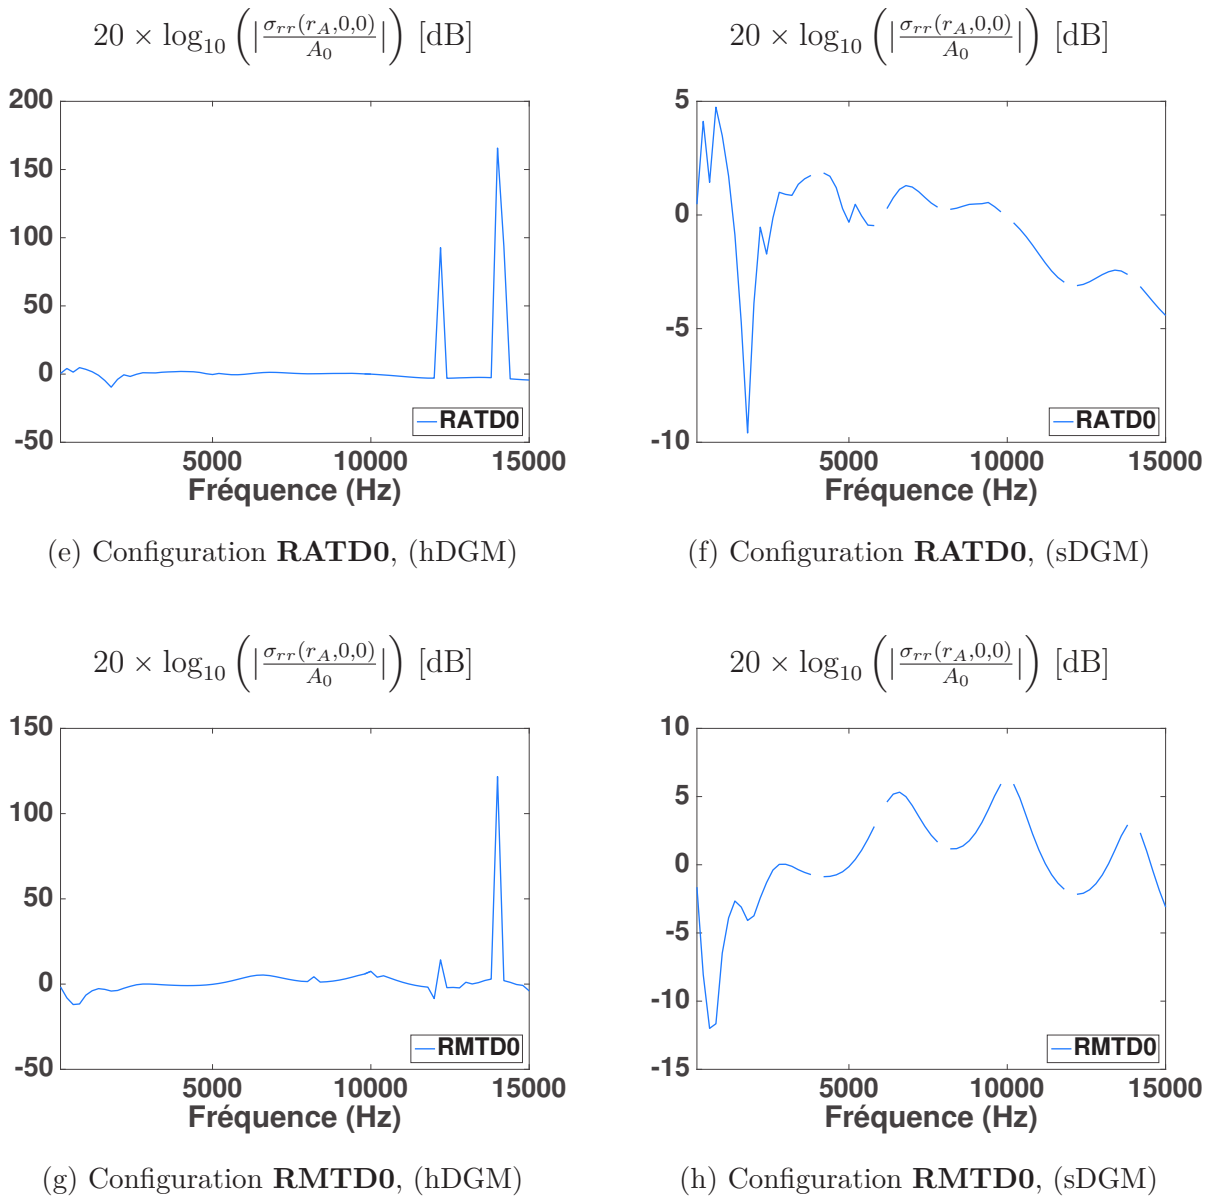 20 × log₁₀ (|σᵣᵣ(r_A,0,0)/A₀|) [dB]
200
150
100
50
0
-50
5000 10000 15000
Fréquence (Hz)
RATD0
(e) Configuration RATD0, (hDGM)
20 × log₁₀ (|σᵣᵣ(r_A,0,0)/A₀|) [dB]
5
0
-5
-10
5000 10000 15000
Fréquence (Hz)
RATD0
(f) Configuration RATD0, (sDGM)
20 × log₁₀ (|σᵣᵣ(r_A,0,0)/A₀|) [dB]
150
100
50
0
-50
5000 10000 15000
Fréquence (Hz)
RMTD0
(g) Configuration RMTD0, (hDGM)
20 × log₁₀ (|σᵣᵣ(r_A,0,0)/A₀|) [dB]
10
5
0
-5
-10
-15
5000 10000 15000
Fréquence (Hz)
RMTD0
(h) Configuration RMTD0, (sDGM)